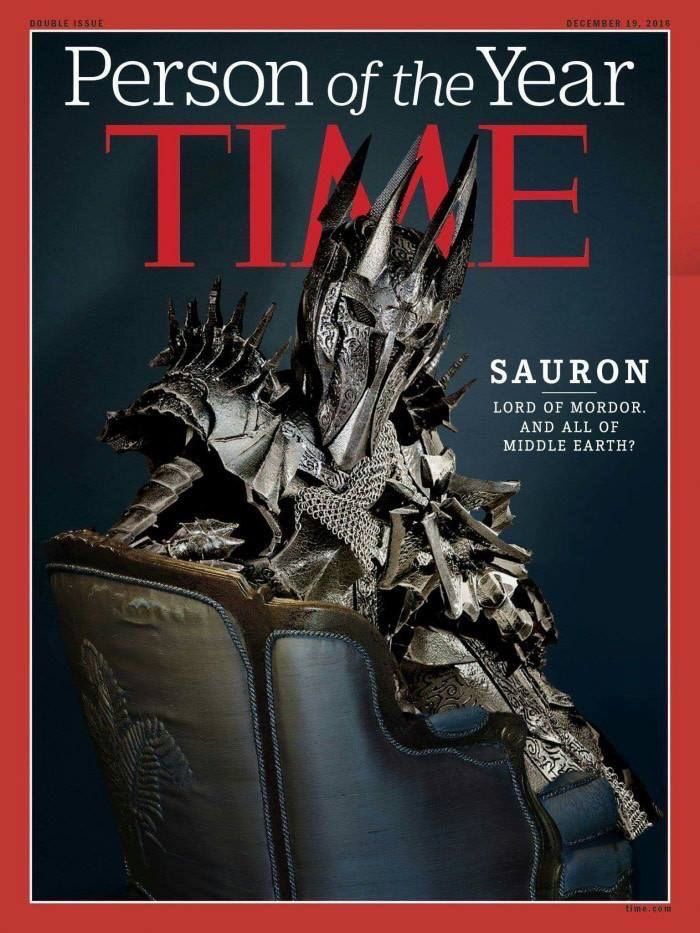 DOUBLE ISSUE
DECEMBER 19, 2016
Person of the Year
TIME
SAURON
LORD OF MORDOR.
AND ALL OF
MIDDLE EARTH?
time.com